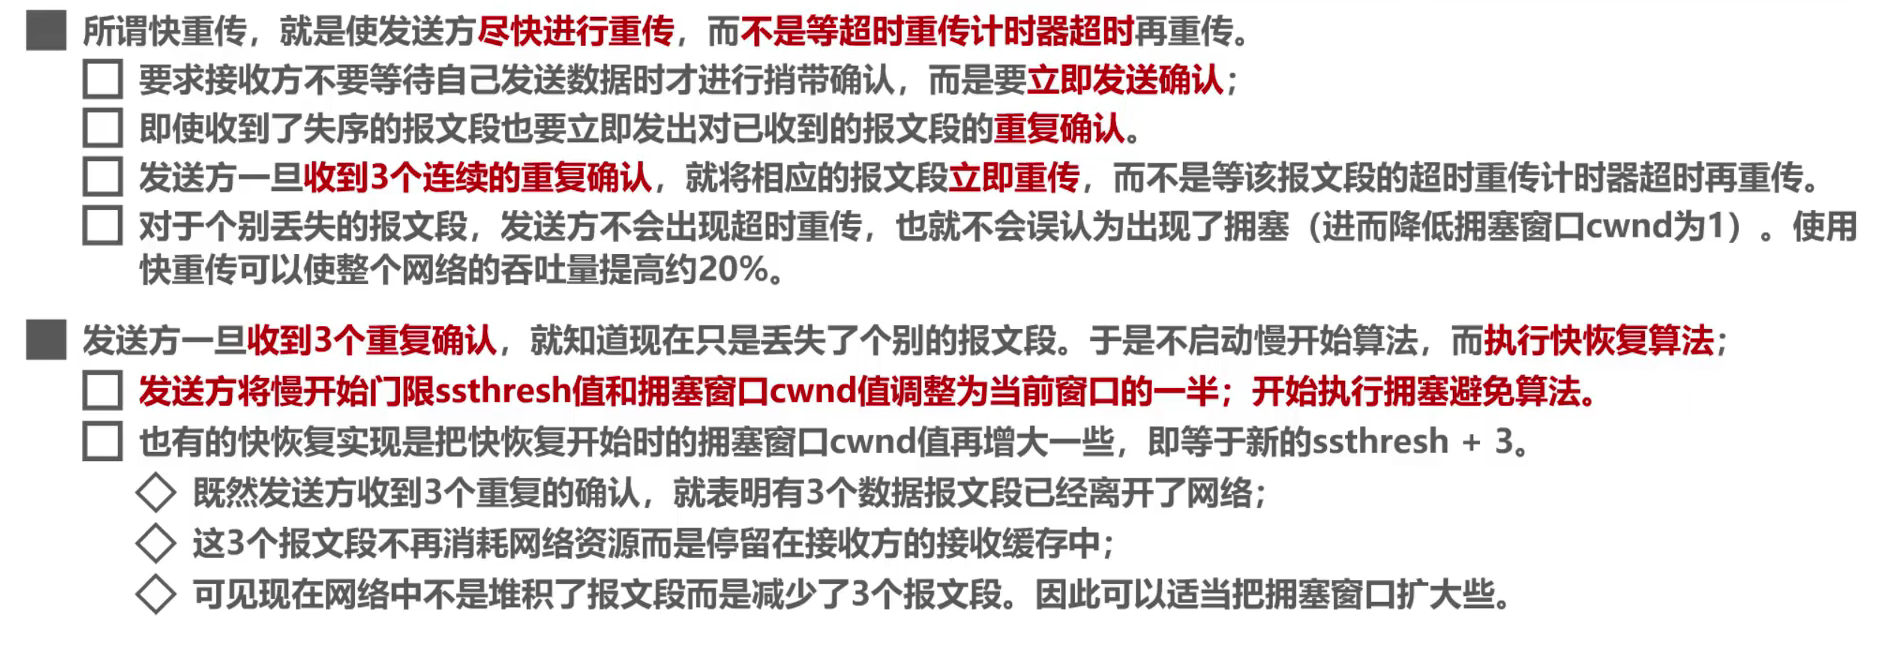 所谓快重传，就是使发送方尽快进行重传，而不是等超时重传计时器超时再重传。
要求接收方不要等待自己发送数据时才进行捎带确认，而是要立即发送确认；
即使收到了失序的报文段也要立即发出对已收到的报文段的重复确认。
发送方一旦收到3个连续的重复确认，就将相应的报文段立即重传，而不是等该报文段的超时重传计时器超时再重传。
对于个别丢失的报文段，发送方不会出现超时重传，也就不会误认为出现了拥塞（进而降低拥塞窗口cwnd为1）。使用
快重传可以使整个网络的吞吐量提高约20%。
发送方一旦收到3个重复确认，就知道现在只是丢失了个别的报文段。于是不启动慢开始算法，而执行快恢复算法；
发送方将慢开始门限ssthresh值和拥塞窗口cwnd值调整为当前窗口的一半；开始执行拥塞避免算法。
也有的快恢复实现是把快恢复开始时的拥塞窗口cwnd值再增大一些，即等于新的ssthresh + 3。
既然发送方收到3个重复的确认，就表明有3个数据报文段已经离开了网络；
这3个报文段不再消耗网络资源而是停留在接收方的接收缓存中；
可见现在网络中不是堆积了报文段而是减少了3个报文段。因此可以适当把拥塞窗口扩大些。